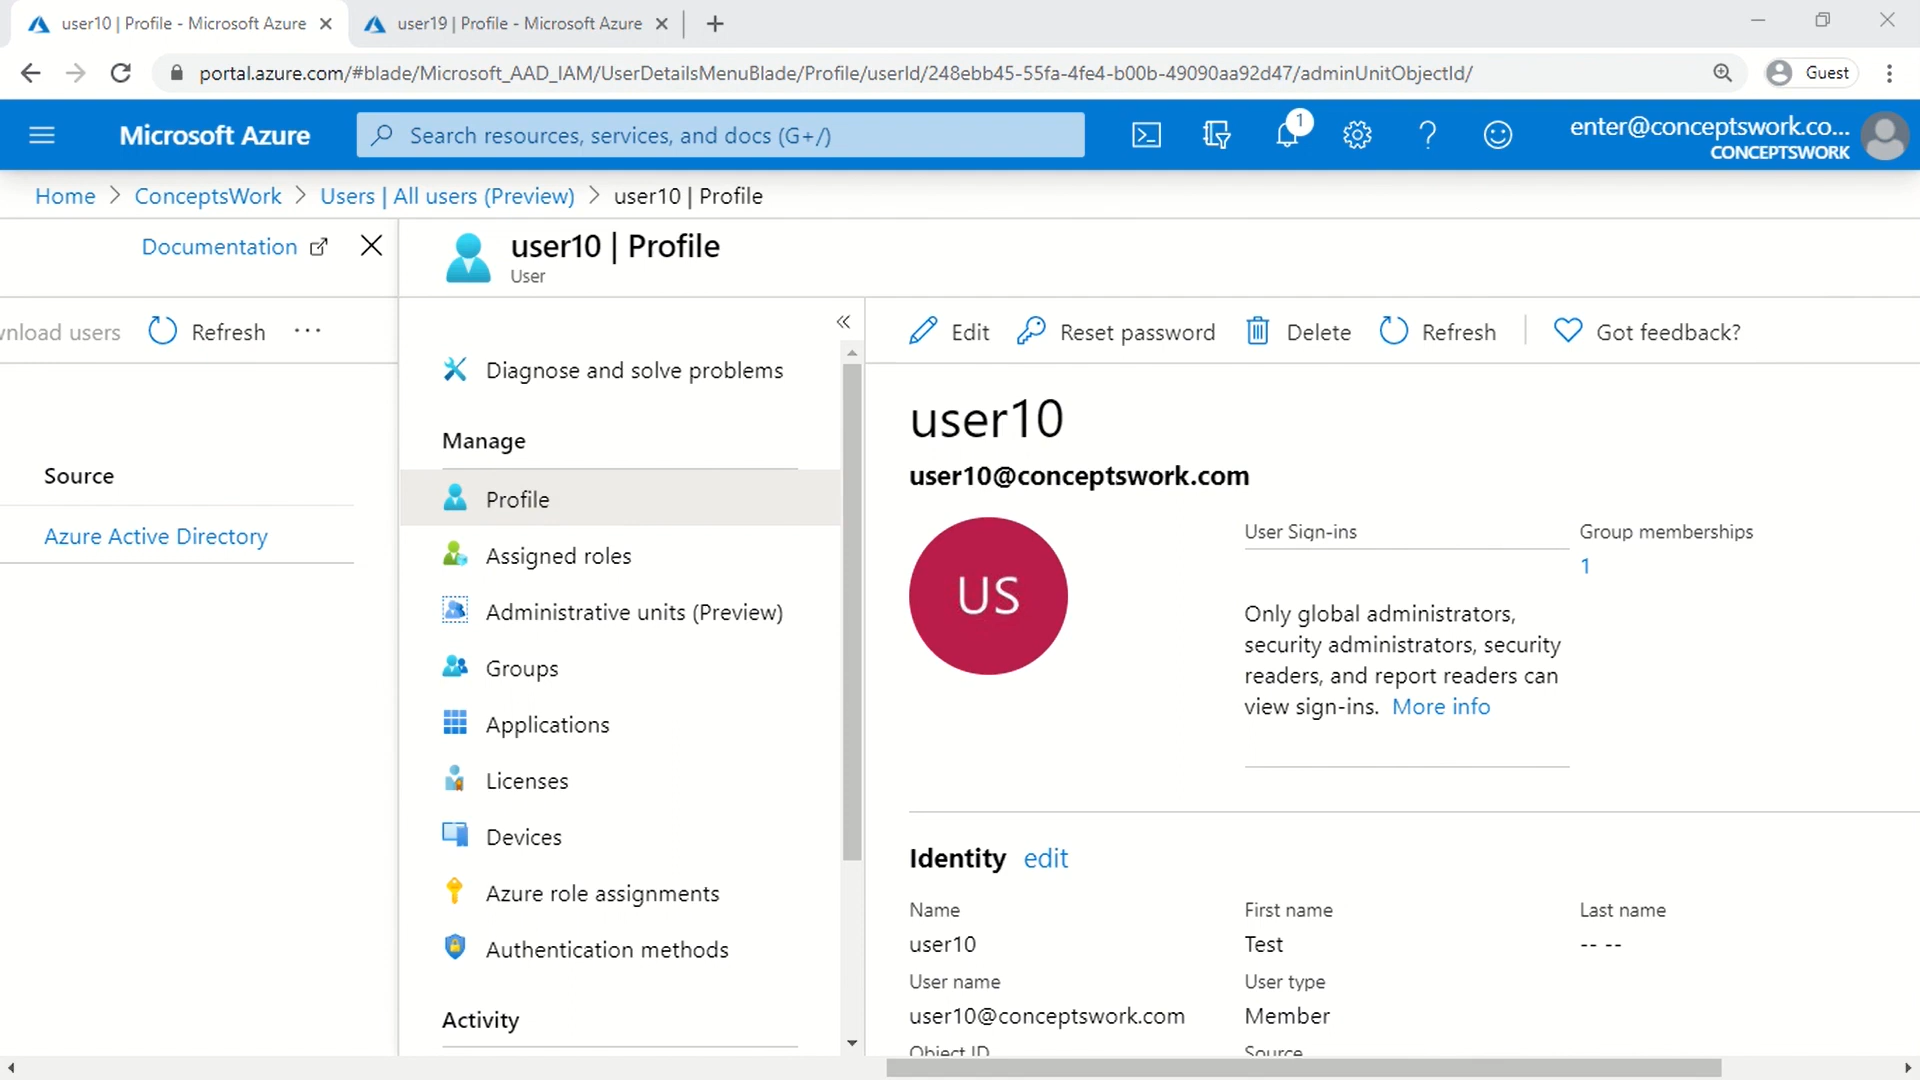 user10 | Profile - Microsoft Azure
user19 | Profile - Microsoft Azure
portal.azure.com/#blade/Microsoft_AAD_IAM/UserDetailsMenuBlade/Profile/userId/248ebb45-55fa-4fe4-b00b-49090aa92d47/adminUnitObjectId/
Guest
Microsoft Azure
Search resources, services, and docs (G+/)
1
enter@conceptswork.co...
CONCEPTSWORK
Home > ConceptsWork > Users | All users (Preview) > user10 | Profile
Documentation
user10 | Profile
User
wnload users
Refresh
...
«
Edit
Reset password
Delete
Refresh
Got feedback?
Source
Azure Active Directory
Diagnose and solve problems
Manage
Profile
Assigned roles
Administrative units (Preview)
Groups
Applications
Licenses
Devices
Azure role assignments
Authentication methods
Activity
user10
user10@conceptswork.com
US
User Sign-ins
Only global administrators,
security administrators, security
readers, and report readers can
view sign-ins. More info
Group memberships
1
Identity edit
Name
user10
First name
Test
Last name
-- --
User name
user10@conceptswork.com
User type
Member
Object ID
Source